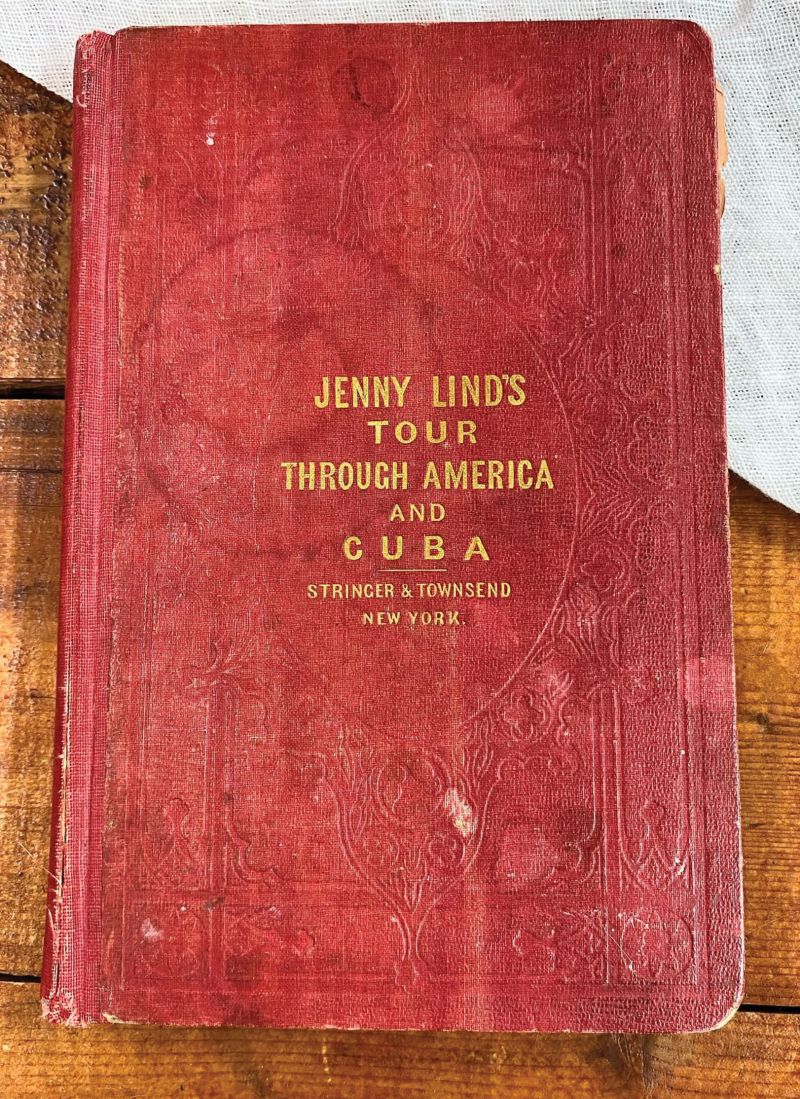 JENNY LIND'S
TOUR
THROUGH AMERICA
AND
CUBA
STRINGER & TOWNSEND
NEW YORK.